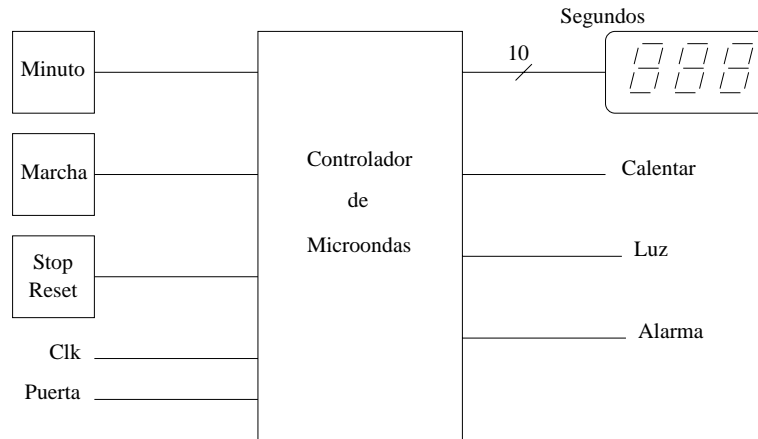 Segundos
Minuto
10
Marcha
Controlador
de
Microondas
Calentar
Stop
Reset
Luz
Clk
Alarma
Puerta